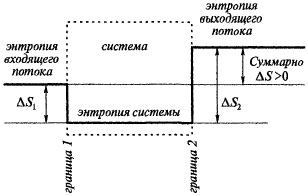 энтропия
выходящего
потока
энтропия
входящего
потока
система
Суммарно
ΔS>0
ΔS₁
энтропия системы
ΔS₂
граница 1
граница 2